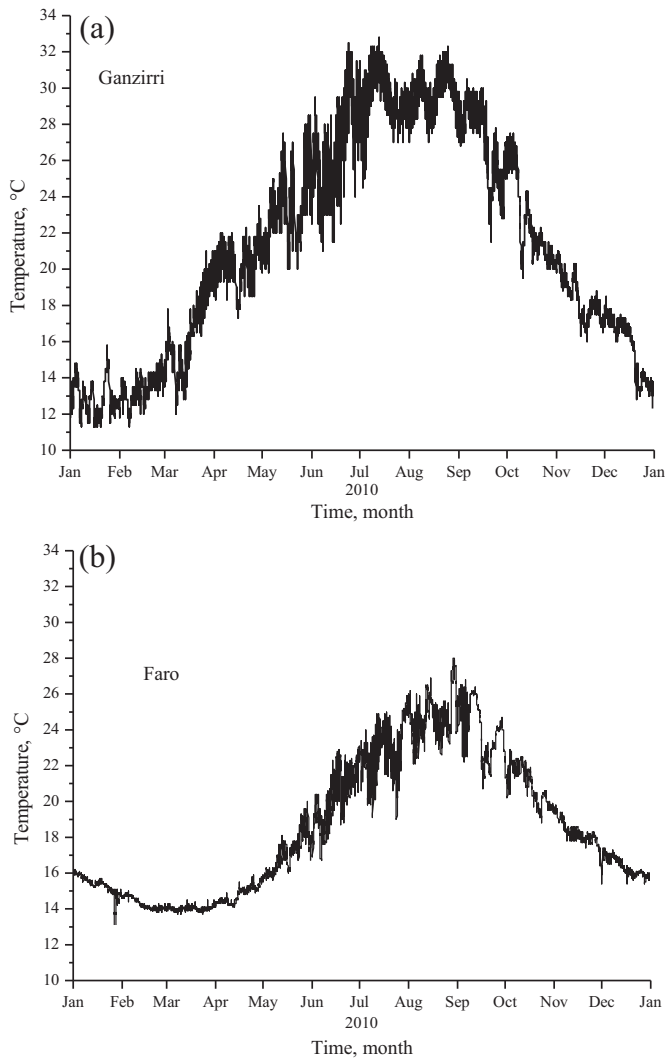 (a)
Ganzirri
Temperature, °C
34
32
30
28
26
24
22
20
18
16
14
12
10
Jan Feb Mar Apr May Jun Jul Aug Sep Oct Nov Dec Jan
2010
Time, month
(b)
Faro
Temperature, °C
34
32
30
28
26
24
22
20
18
16
14
12
10
Jan Feb Mar Apr May Jun Jul Aug Sep Oct Nov Dec Jan
2010
Time, month